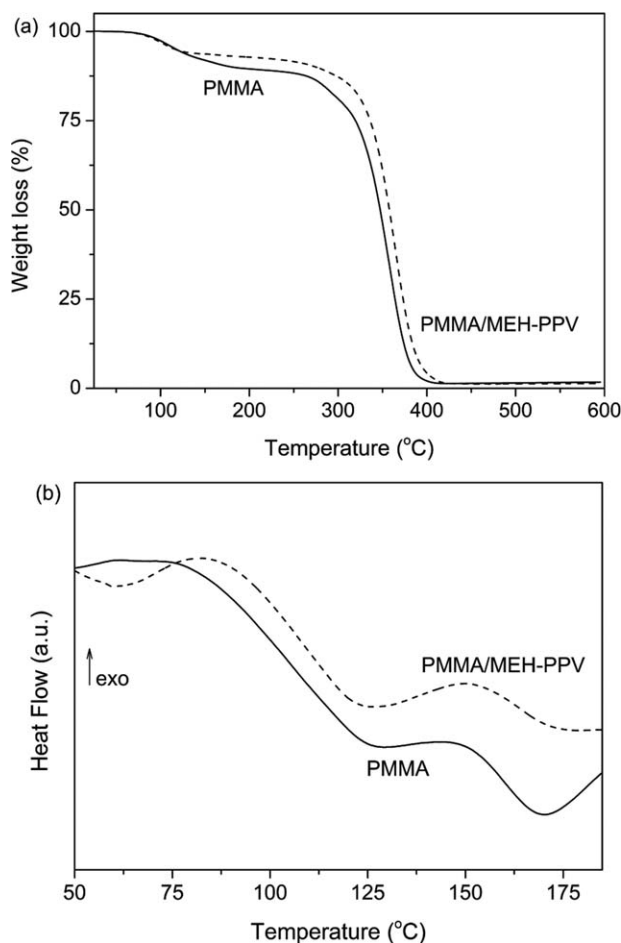 (a)
100
75
50
25
0
Weight loss (%)
PMMA
PMMA/MEH-PPV
100 200 300 400 500 600
Temperature (°C)
(b)
Heat Flow (a.u.)
exo
PMMA/MEH-PPV
PMMA
50 75 100 125 150 175
Temperature (°C)